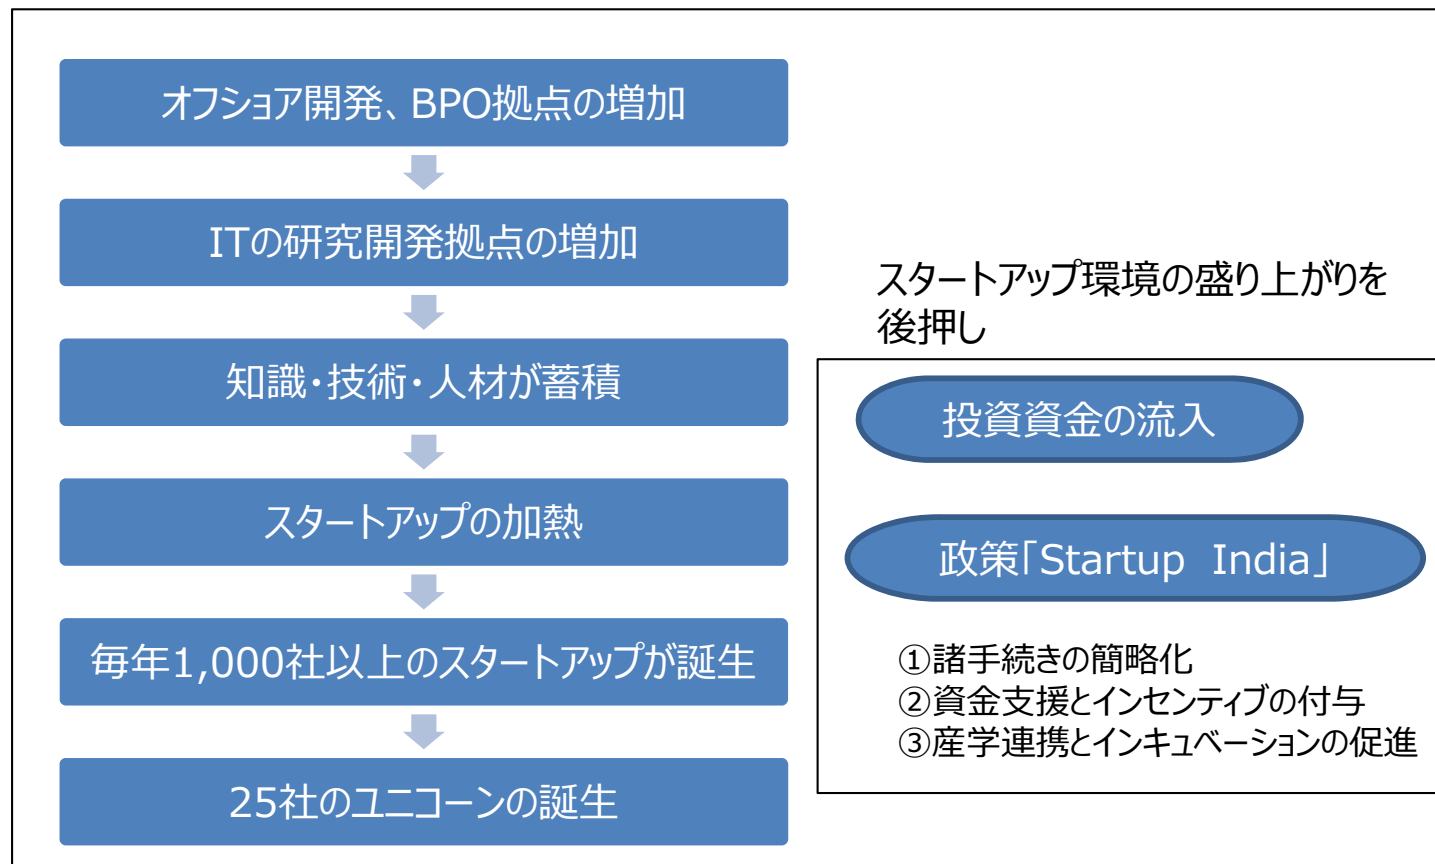 オフショア開発、BPO拠点の増加
ITの研究開発拠点の増加
知識・技術・人材が蓄積
スタートアップの加熱
毎年1,000社以上のスタートアップが誕生
25社のユニコーンの誕生
スタートアップ環境の盛り上がりを
後押し
投資資金の流入
政策「Startup　India」
①諸手続きの簡略化
②資金支援とインセンティブの付与
③産学連携とインキュベーションの促進